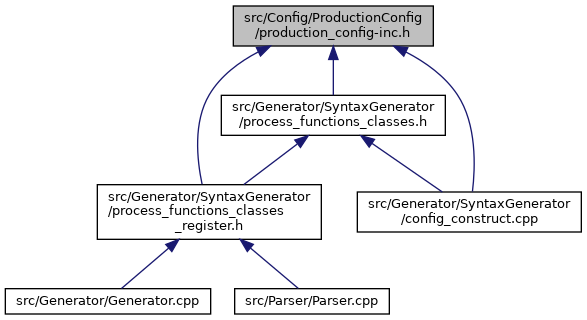 src/Config/ProductionConfig
/production_config-inc.h
src/Generator/SyntaxGenerator
/process_functions_classes.h
src/Generator/SyntaxGenerator
/process_functions_classes
_register.h
src/Generator/SyntaxGenerator
/config_construct.cpp
src/Generator/Generator.cpp
src/Parser/Parser.cpp